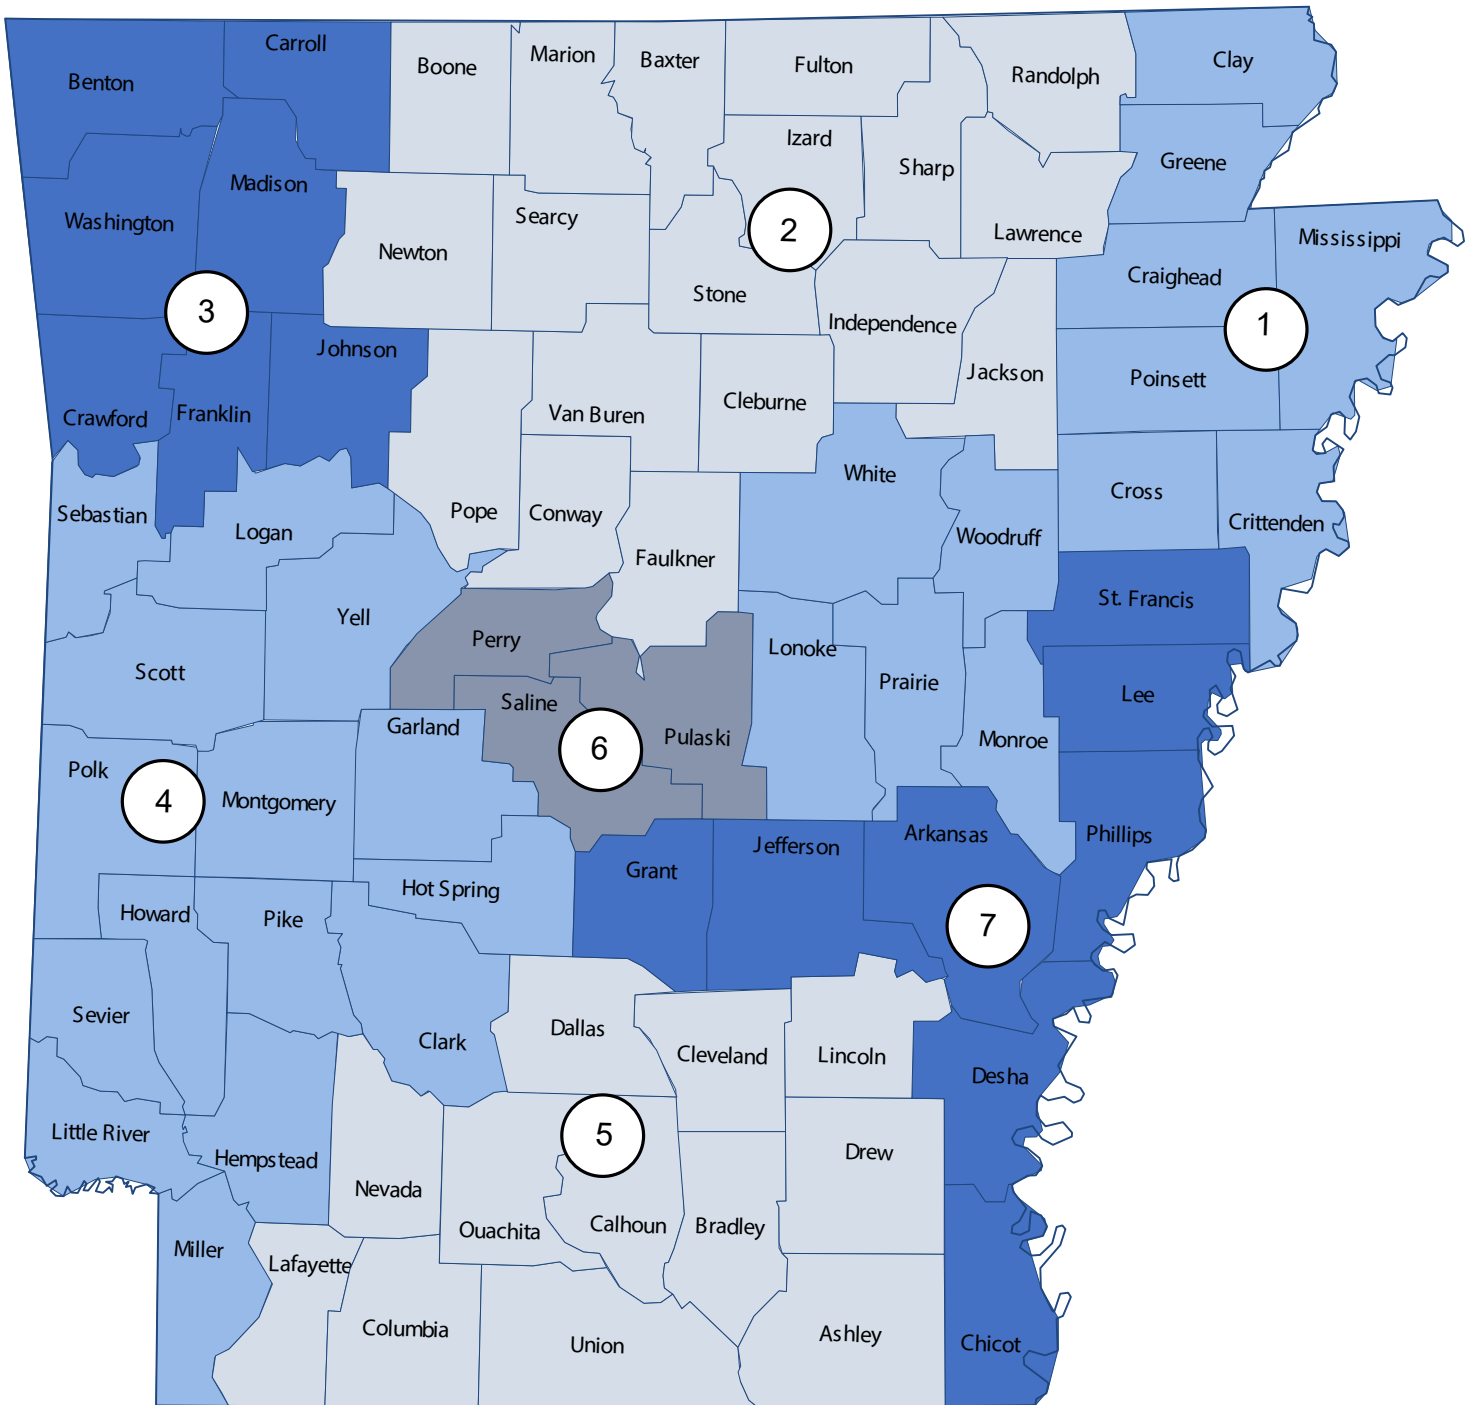 Benton
Carroll
Boone
Marion
Baxter
Fulton
Randolph
Clay
Izard
Sharp
Greene
Madison
Washington
Newton
Searcy
2
Lawrence
Mississippi
Craighead
Stone
3
Independence
1
Johnson
Jackson
Poinsett
Crawford
Franklin
Van Buren
Cleburne
White
Cross
Sebastian
Logan
Pope
Conway
Crittenden
Woodruff
Faulkner
St. Francis
Yell
Perry
Lonoke
Scott
Prairie
Lee
Saline
Garland
Pulaski
Monroe
6
Polk
4
Montgomery
Arkansas
Phillips
Jefferson
Grant
Hot Spring
Howard
Pike
7
Sevier
Dallas
Clark
Cleveland
Lincoln
Desha
Little River
5
Hempstead
Drew
Nevada
Ouachita
Calhoun
Bradley
Miller
Lafayette
Columbia
Union
Ashley
Chicot